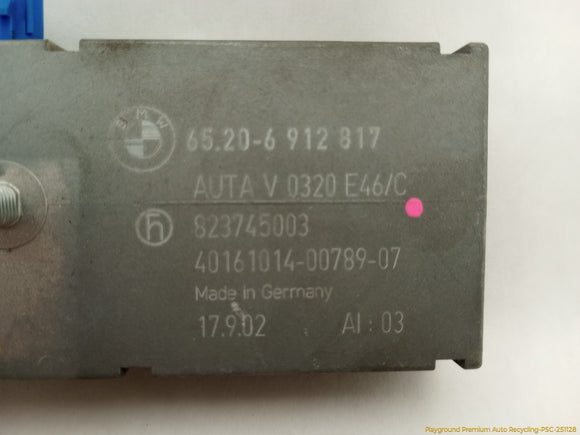 BMW
65.20-6 912 817
AUTA V 0320 E46/C
h 823745003
40161014-00789-07
Made in Germany
17.9.02 AI : 03
Playground Premium Auto Recycling-PSC-251128